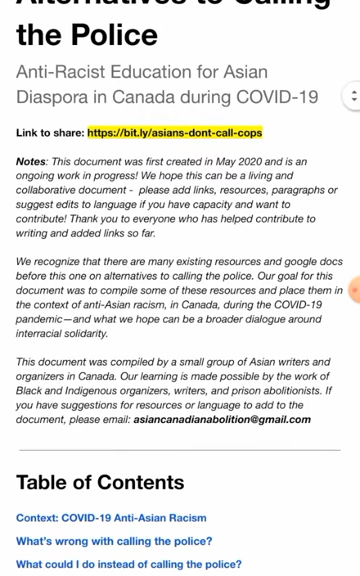 Alternatives to Calling
the Police
Anti-Racist Education for Asian
Diaspora in Canada during COVID-19
Link to share: https://bit.ly/asians-dont-call-cops
Notes: This document was first created in May 2020 and is an
ongoing work in progress! We hope this can be a living and
collaborative document - please add links, resources, paragraphs or
suggest edits to language if you have capacity and want to
contribute! Thank you to everyone who has helped contribute to
writing and added links so far.
We recognize that there are many existing resources and google docs
before this one on alternatives to calling the police. Our goal for this
document was to compile some of these resources and place them in
the context of anti-Asian racism, in Canada, during the COVID-19
pandemic—and what we hope can be a broader dialogue around
interracial solidarity.
This document was compiled by a small group of Asian writers and
organizers in Canada. Our learning is made possible by the work of
Black and Indigenous organizers, writers, and prison abolitionists. If
you have suggestions for resources or language to add to the
document, please email: asiancanadianabolition@gmail.com
Table of Contents
Context: COVID-19 Anti-Asian Racism
What's wrong with calling the police?
What could I do instead of calling the police?